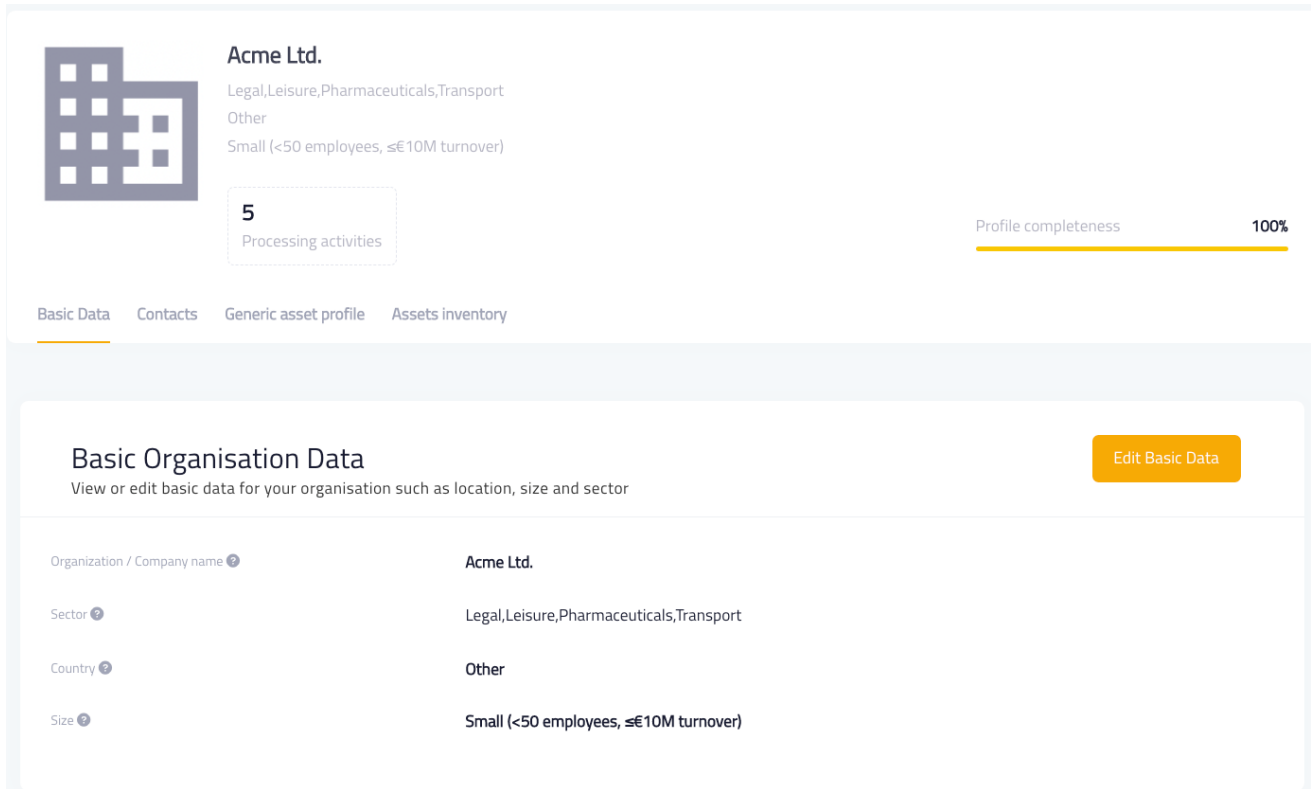 Acme Ltd.
Legal,Leisure,Pharmaceuticals,Transport
Other
Small (<50 employees, ≤€10M turnover)
5
Processing activities
Profile completeness 100%
Basic Data Contacts Generic asset profile Assets inventory
Basic Organisation Data
View or edit basic data for your organisation such as location, size and sector
Edit Basic Data
Organization / Company name ? Acme Ltd.
Sector ? Legal,Leisure,Pharmaceuticals,Transport
Country ? Other
Size ? Small (<50 employees, ≤€10M turnover)